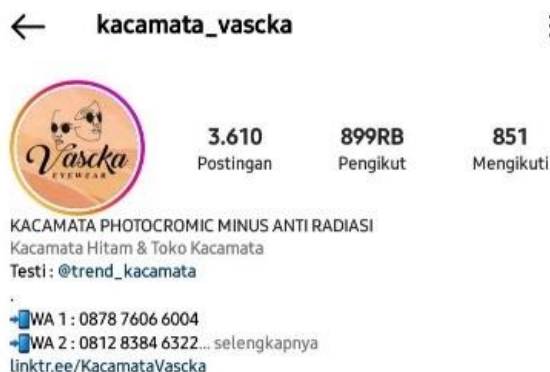 kacamata_vascka
Vascka
EYEWEAR
3.610 899RB 851
Postingan Pengikut Mengikuti
KACAMATA PHOTOCROMIC MINUS ANTI RADIASI
Kacamata Hitam & Toko Kacamata
Testi : @trend_kacamata
.
📲WA 1 : 0878 7606 6004
📲WA 2 : 0812 8384 6322... selengkapnya
linktr.ee/KacamataVascka